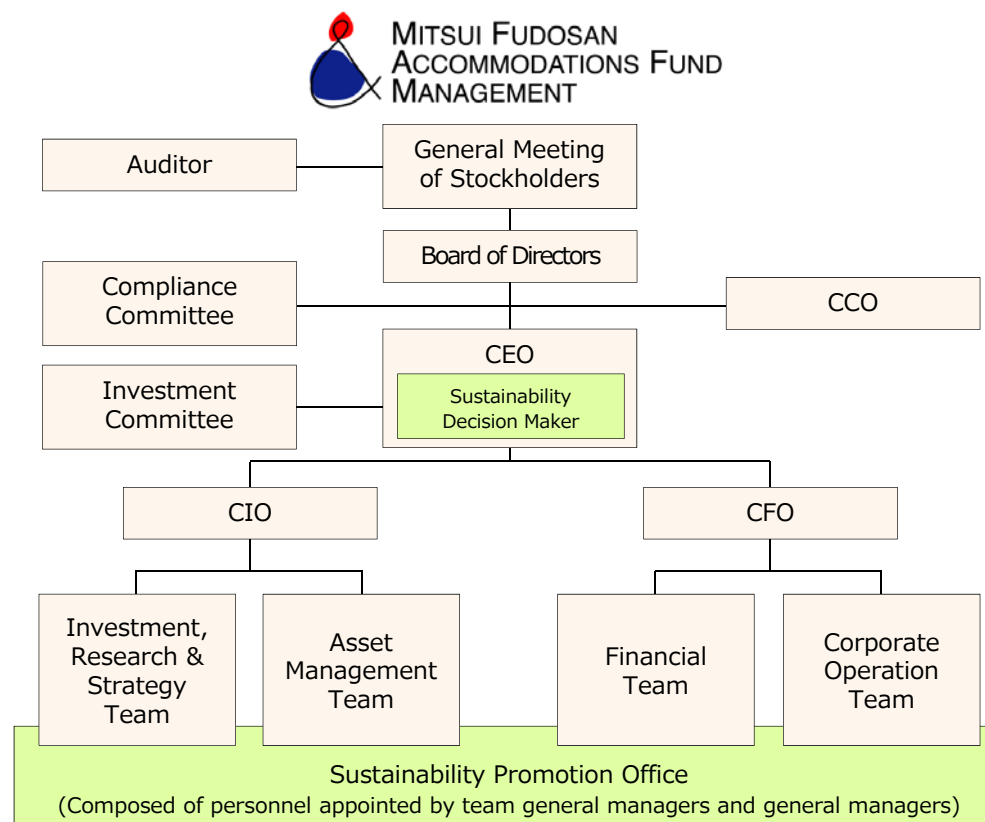 MITSUI FUDOSAN
ACCOMMODATIONS FUND
MANAGEMENT
Auditor
General Meeting
of Stockholders
Board of Directors
Compliance
Committee
CCO
CEO
Sustainability
Decision Maker
Investment
Committee
CIO
CFO
Investment,
Research &
Strategy
Team
Asset
Management
Team
Financial
Team
Corporate
Operation
Team
Sustainability Promotion Office
(Composed of personnel appointed by team general managers and general managers)